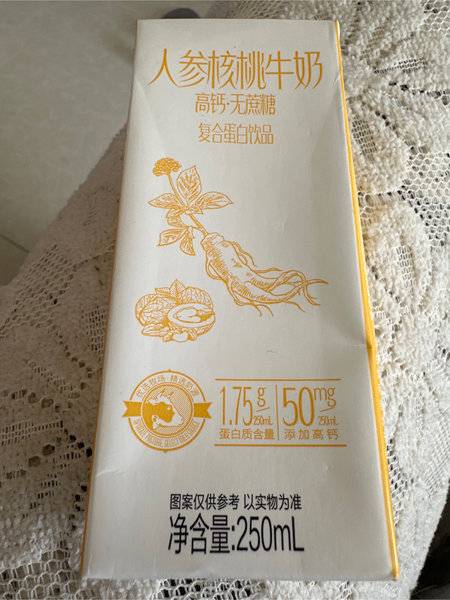 人参核桃牛奶
高钙·无蔗糖
复合蛋白饮品
1.75g/250mL
蛋白质含量
50mg/250mL
添加高钙
图案仅供参考 以实物为准
净含量:250mL